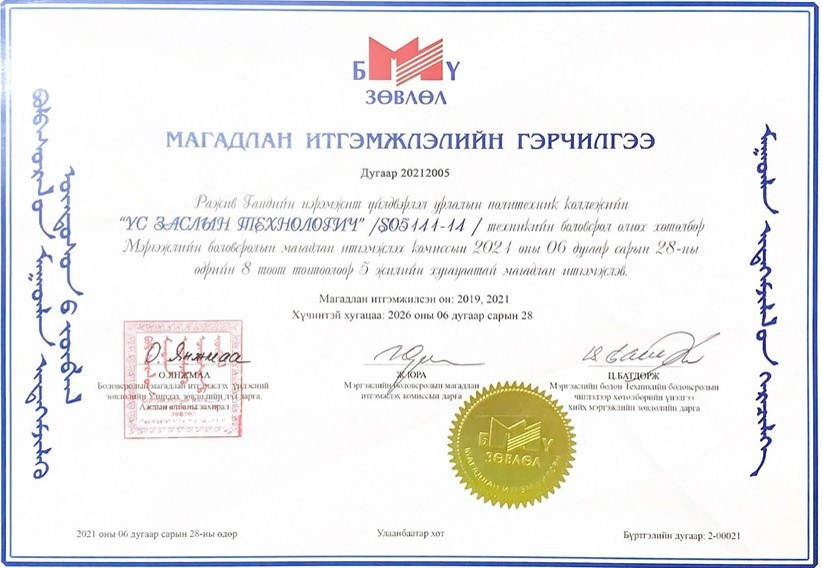 Б МҮ
ЗӨВЛӨЛ
МАГАДЛАН ИТГЭМЖЛЭЛИЙН ГЭРЧИЛГЭЭ
Дугаар 20212005
Ражив Гандийн нэрэмжит үйлдвэрлэл урлалын политехник коллежийн
"УС ЗАСЛЫН ТЕХНОЛОГИЧ" /SO5141-14 / техникийн боловсрол олгох хөтөлбөр
Мэргэжлийн боловсролын магадлан итгэмжлэх комиссын 2021 оны 06 дугаар сарын 28-ны
өдрийн 8 тоот тогтоолоор 5 жилийн хугацаатай магадлан итгэмжлэв.
Магадлан итгэмжилсэн он: 2019, 2021
Хүчинтэй хугацаа: 2026 оны 06 дугаар сарын 28
О. Янжмаа
О.ЯНЖМАЛ
Боловсролын магадлан итгэмжлэх үндэсний
зөвлөлийн Удирдах зөвлөлийн дэд дарга,
Ажлын албаны захирал
Ж.ЮРА
Мэргэжлийн боловсролын магадлан
итгэмжлэх комиссын дарга
Ц.БАТДОРЖ
Мэргэжлийн болон Техникийн боловсролын
чиглэлээр хөтөлбөрийн үнэлгээ
хийх мэргэжлийн зөвлөлийн дарга
Б Ү
ЗӨВЛӨЛ
2021 оны 06 дугаар сарын 28-ны өдөр
Улаанбаатар хот
Бүртгэлийн дугаар: 2-00021